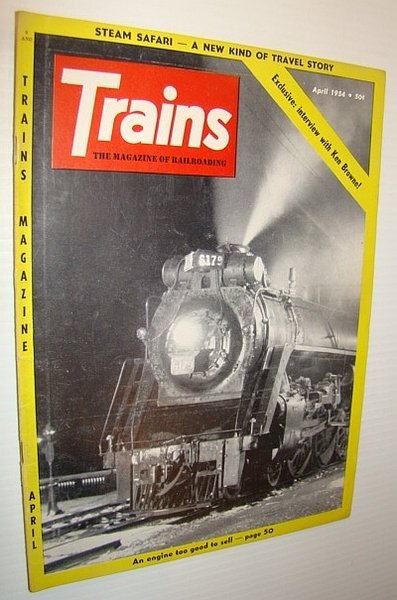 STEAM SAFARI — A NEW KIND OF TRAVEL STORY
April 1954 • 50¢
Exclusive: interview with Ken Browne!
Trains
THE MAGAZINE OF RAILROADING
6179
An engine too good to sell — page 50
TRAINS MAGAZINE
APRIL